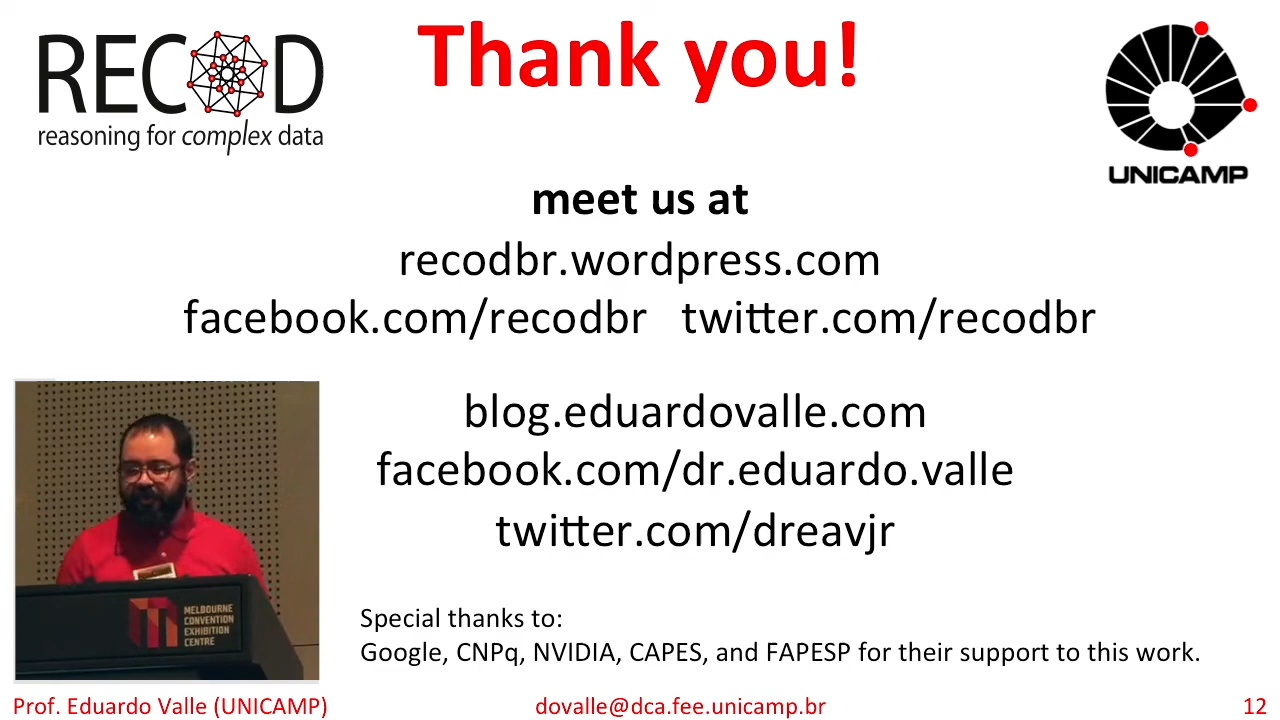 RECOD
reasoning for complex data
Thank you!
UNICAMP
meet us at
recodbr.wordpress.com
facebook.com/recodbr twitter.com/recodbr
blog.eduardovalle.com
facebook.com/dr.eduardo.valle
twitter.com/dreavjr
MELBOURNE
CONVENTION
EXHIBITION
CENTRE
Special thanks to:
Google, CNPq, NVIDIA, CAPES, and FAPESP for their support to this work.
Prof. Eduardo Valle (UNICAMP) dovalle@dca.fee.unicamp.br 12